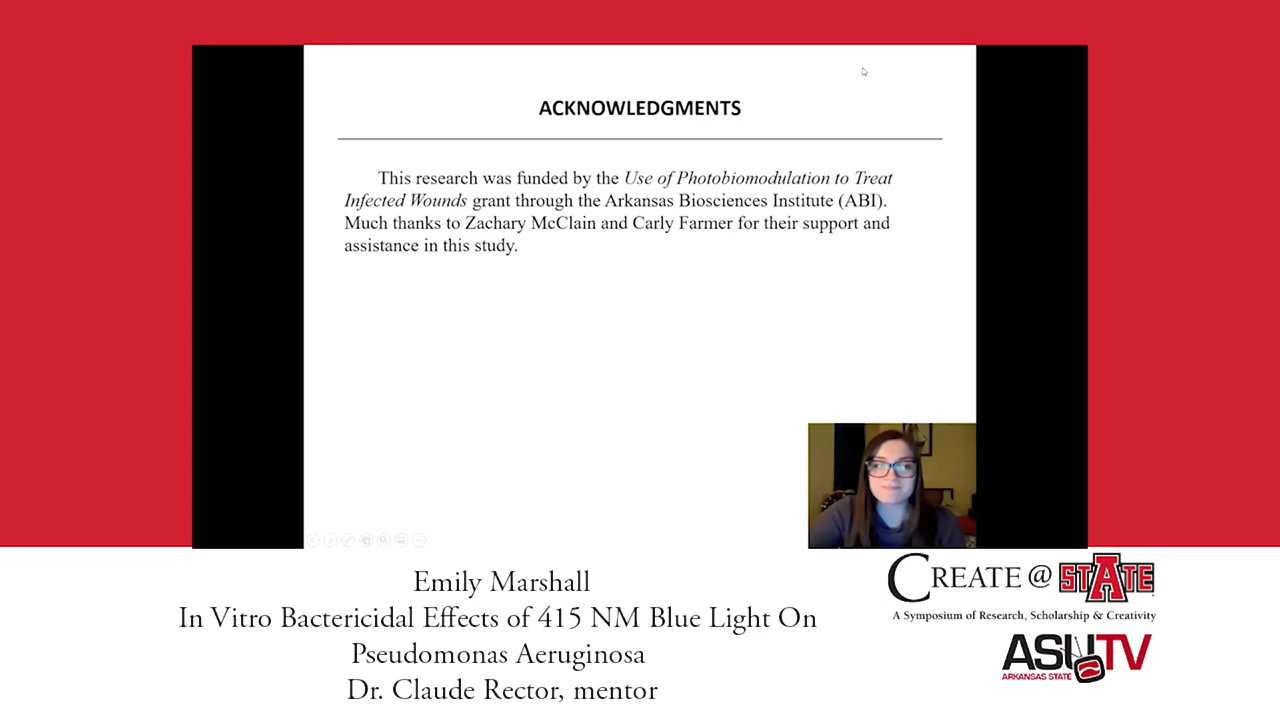 ACKNOWLEDGMENTS
This research was funded by the Use of Photobiomodulation to Treat
Infected Wounds grant through the Arkansas Biosciences Institute (ABI).
Much thanks to Zachary McClain and Carly Farmer for their support and
assistance in this study.
Emily Marshall
In Vitro Bactericidal Effects of 415 NM Blue Light On
Pseudomonas Aeruginosa
Dr. Claude Rector, mentor
CREATE @ STATE
A Symposium of Research, Scholarship & Creativity
ASU TV
ARKANSAS STATE